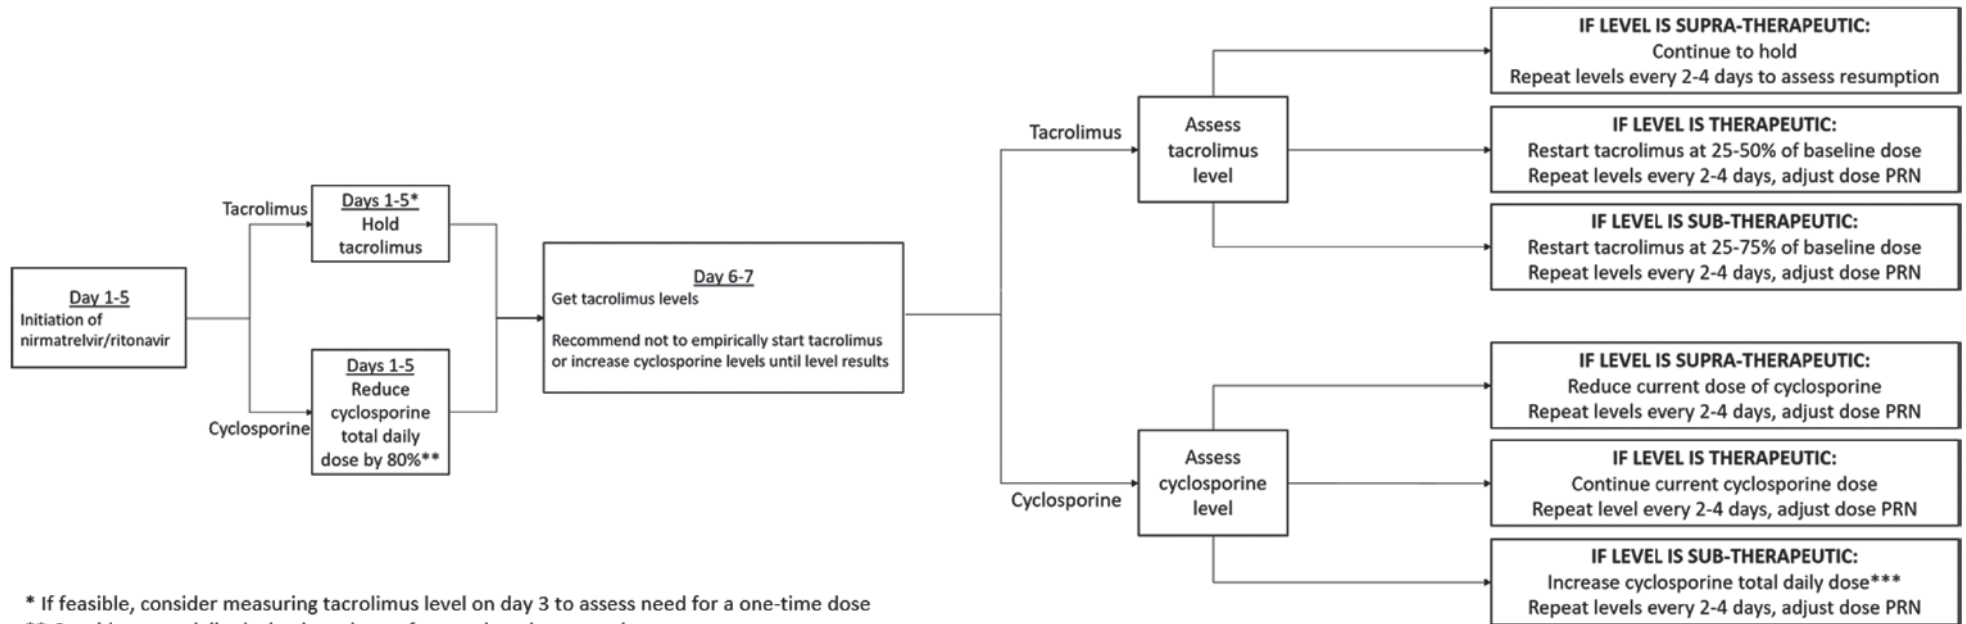 Day 1-5
Initiation of
nirmatrelvir/ritonavir
Tacrolimus
Days 1-5*
Hold
tacrolimus
Cyclosporine
Days 1-5
Reduce
cyclosporine
total daily
dose by 80%**
Day 6-7
Get tacrolimus levels
Recommend not to empirically start tacrolimus
or increase cyclosporine levels until level results
Tacrolimus
Assess
tacrolimus
level
IF LEVEL IS SUPRA-THERAPEUTIC:
Continue to hold
Repeat levels every 2-4 days to assess resumption
IF LEVEL IS THERAPEUTIC:
Restart tacrolimus at 25-50% of baseline dose
Repeat levels every 2-4 days, adjust dose PRN
IF LEVEL IS SUB-THERAPEUTIC:
Restart tacrolimus at 25-75% of baseline dose
Repeat levels every 2-4 days, adjust dose PRN
Cyclosporine
Assess
cyclosporine
level
IF LEVEL IS SUPRA-THERAPEUTIC:
Reduce current dose of cyclosporine
Repeat levels every 2-4 days, adjust dose PRN
IF LEVEL IS THERAPEUTIC:
Continue current cyclosporine dose
Repeat level every 2-4 days, adjust dose PRN
IF LEVEL IS SUB-THERAPEUTIC:
Increase cyclosporine total daily dose***
Repeat levels every 2-4 days, adjust dose PRN
* If feasible, consider measuring tacrolimus level on day 3 to assess need for a one-time dose